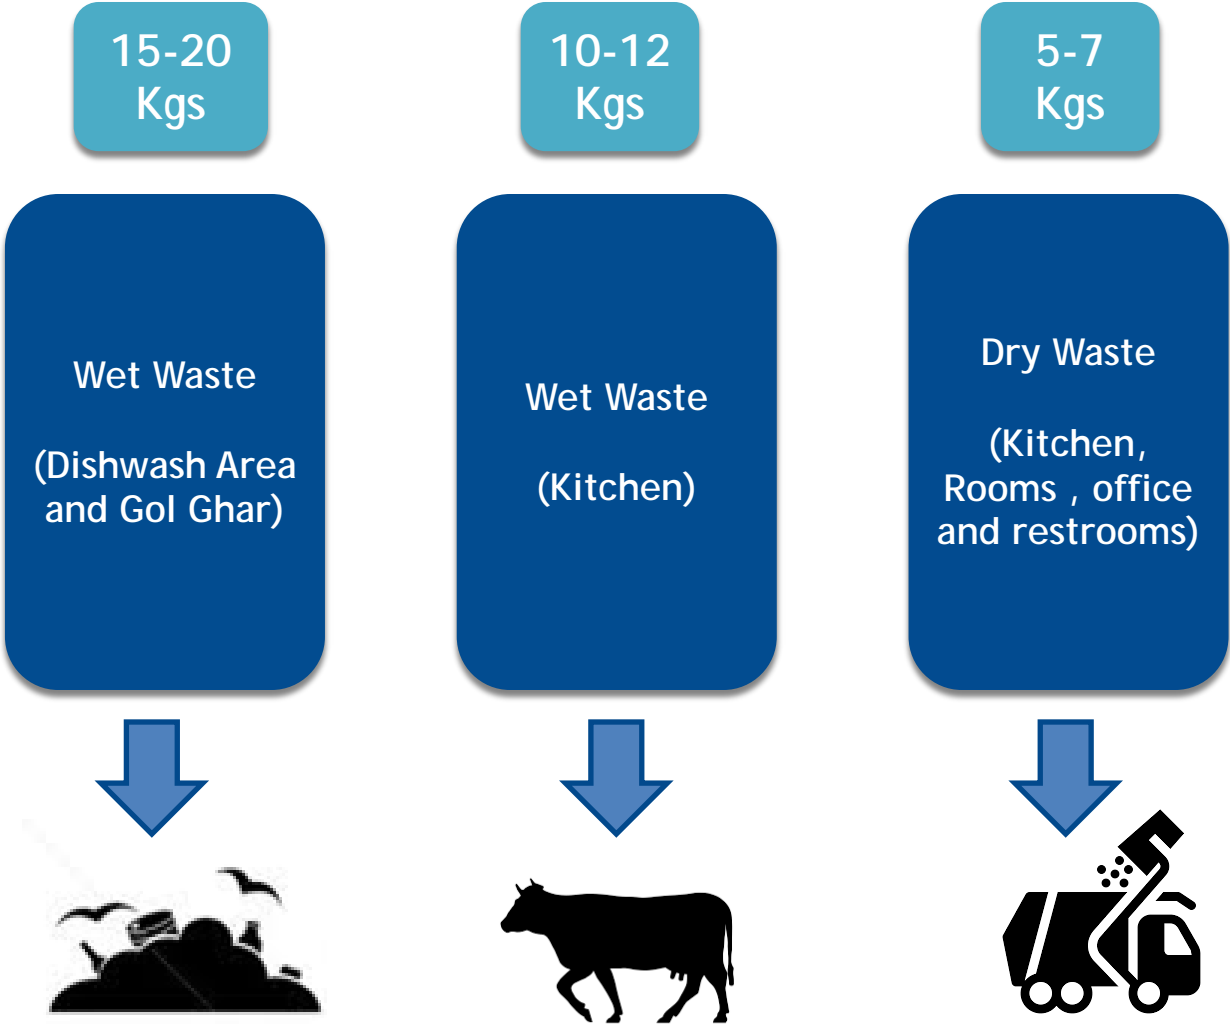 15-20
Kgs
10-12
Kgs
5-7
Kgs
Wet Waste
(Dishwash Area
and Gol Ghar)
Wet Waste
(Kitchen)
Dry Waste
(Kitchen,
Rooms , office
and restrooms)